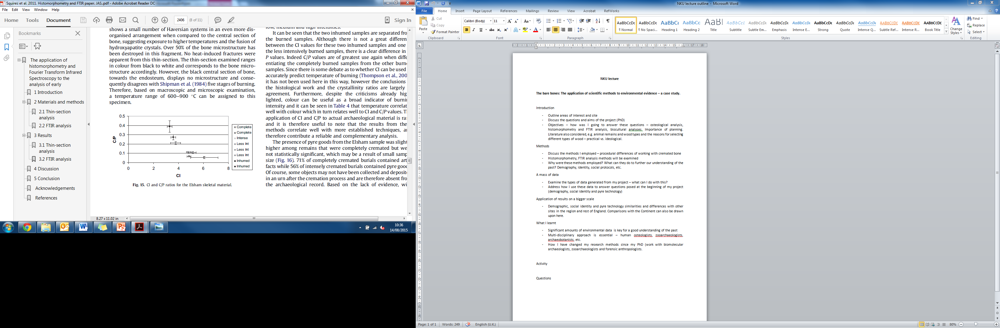 Squires et al. 2011. Histomorphometry and FTIR paper. JAS..pdf - Adobe Acrobat Reader DC
File Edit View Window Help
Home Tools Document
2406 (8 of 11)
Sign In
Bookmarks
The application of
histomorphometry and
Fourier Transform Infrared
Spectroscopy to the
analysis of early
1 Introduction
2 Materials and methods
2.1 Thin-section
analysis
2.2 FTIR analysis
3 Results
3.1 Thin-section
analysis
3.2 FTIR analysis
4 Discussion
5 Conclusion
Acknowledgements
References
shows a small number of Haversian systems in an even more dis-
organised arrangement when compared to the central section of
bone, suggesting exposure to higher temperatures and the fusion of
hydroxyapatite crystals. Over 50% of the bone microstructure has
been destroyed in this fragment. No heat-induced fractures were
apparent from this thin-section. The thin-section examined ranges
in colour from black to white and corresponds to the bone micro-
structure accordingly. However, the black central section of bone,
towards the endosteum, displays no microstructure and conse-
quently disagrees with Shipman et al. (1984) five stages of burning.
Therefore, based on macroscopic and microscopic examination,
a temperature range of 600–900 °C can be assigned to this
specimen.
0.5
0.4
0.3
0.2
0.1
0
C/P
0 2 4 6 8
CI
Complete
Complete
Intense
Less Int
Less Int
Less Int
Inhumed
Inhumed
Fig. 15. CI and C/P ratios for the Elsham skeletal material.
low, medium and high intensities.
It can be seen that the two inhumed samples are separated fro
the burned samples. Although there is not a great differen
between the CI values for these two inhumed samples and one
the less intensively burned samples, there is a clear difference in
P values. Indeed C/P values are of greatest use again when diffe
entiating the completely burned samples from the other burne
samples. Since there is some debate as to whether CI can be used
accurately predict temperature of burning (Thompson et al., 200
it has not been used here in this way, however the conclusions
the histological work and the crystallinity ratios are largely
agreement. Furthermore, despite the criticisms already hig
lighted, colour can be useful as a broad indicator of burnin
intensity and it can be seen in Table 4 that temperature correlat
well with colour which in turn relates well to CI and C/P values. T
application of CI and C/P to actual archaeological material is ra
and it is therefore useful to note that the results from the
methods correlate well with more established techniques, an
therefore contribute a reliable and complementary analysis.
The presence of pyre goods from the Elsham sample was slight
higher among remains that were completely cremated but we
not statistically significant, which may be a result of small samp
size (Fig. 16). 71% of completely cremated burials contained art
facts while 56% of intensely cremated burials contained pyre good
Of course, some objects may not have been collected and deposite
in an urn after the cremation process and are therefore absent fro
the archaeological record. Based on the lack of evidence, wi
8.27 x 11.02 in
10:36
14/08/2015
NKU lecture outline - Microsoft Word
File Home Insert Page Layout References Mailings Review View Acrobat RefWorks
Paste
Cut
Copy
Format Painter
Clipboard
Calibri (Body) 11
Font
Paragraph
AaBbCcDc AaBbCcDc AaBbC AaBbCc AaB AaBbCcL AaBbCcDc AaBbCcDc AaBbCcDc AaBbCcDc AaBbCcDc AaBbCcDc AABBCCDC AABBCCDC AABBCCDC
¶ Normal ¶ No Spaci... Heading 1 Heading 2 Title Subtitle Subtle Em... Emphasis Intense E... Strong Quote Intense Q... Subtle Ref... Intense R... Book Title
Styles
Change
Styles
Find
Replace
Select
Editing
NKU lecture
The bare bones: The application of scientific methods to environmental evidence – a case study.
Introduction
- Outline areas of interest and site
- Discuss the questions and aims of the project (PhD)
- Objectives – how was I going to answer these questions – osteological analysis,
histomorphometry and FTIR analysis, biocultural analyses, Importance of planning.
Literature also considered, e.g. animal remains and wood types and the reasons for selecting
different types of wood – practical vs. ideological.
Methods
- Discuss the methods I employed – procedural differences of working with cremated bone
- Histomorphometry, FTIR analysis methods will be examined
- Why were these methods employed? What can they do to further our understanding of the
past? Demography, identity, social protocols, etc.
A mass of data
- Examine the types of data generated from my project – what can I do with this?
- Address how I use these data to answer questions posed at the beginning of my project
(demography, social identity and pyre technology)
Application of results on a bigger scale
- Demographic, social identity and pyre technology similarities and differences with other
sites in the region and rest of England. Comparisons with the Continent can also be drawn
upon here.
What I learnt
- Significant amounts of environmental data is key for a good understanding of the past
- Multi-disciplinary approach is essential – human osteologists, zooarchaeologists,
archaeobotanists, etc.
- How I have changed my research methods since my PhD (work with biomolecular
archaeologists, zooarchaeologists and forensic anthropologists.
Activity
Questions
Page: 1 of 1 Words: 249 English (U.K.) 80%